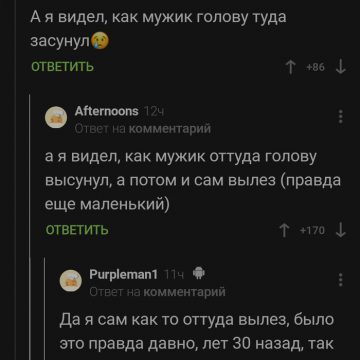 А я видел, как мужик голову туда
засунул😢
ОТВЕТИТЬ
+86
Afternoons 12ч
Ответ на комментарий
а я видел, как мужик оттуда голову
высунул, а потом и сам вылез (правда
еще маленький)
ОТВЕТИТЬ
+170
Purpleman1 11ч
Ответ на комментарий
Да я сам как то оттуда вылез, было
это правда давно, лет 30 назад, так